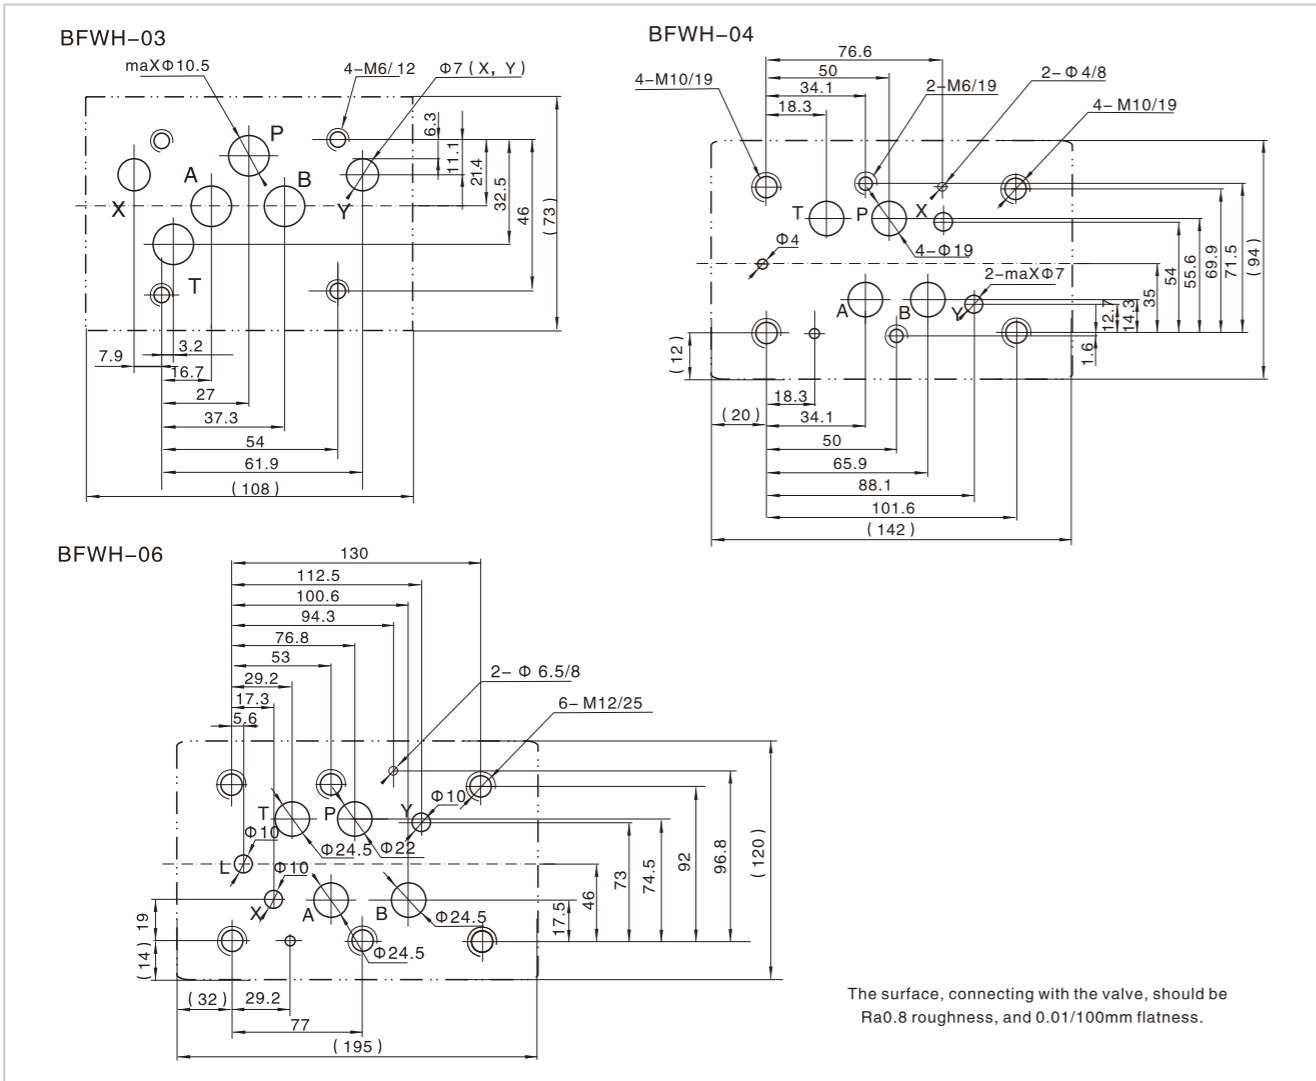 BFWH-03
maXΦ10.5
4-M6/12
Φ7 (X, Y)
P
A
B
X
Y
T
6.3
11.1
21.4
32.5
46
(73)
3.2
7.9
16.7
27
37.3
54
61.9
(108)
BFWH-04
76.6
50
34.1
18.3
4-M10/19
2-M6/19
2-Φ4/8
4-M10/19
T
P
X
Φ4
4-Φ19
2-maXΦ7
A
B
Y
1.6
12.7
14.3
35
54
55.6
69.9
71.5
(94)
(12)
(20)
18.3
34.1
50
65.9
88.1
101.6
(142)
BFWH-06
130
112.5
100.6
94.3
76.8
53
29.2
17.3
5.6
2-Φ 6.5/8
6-M12/25
T
P
Y
Φ10
Φ10
Φ24.5
Φ22
L
Φ10
X
A
B
Φ24.5
Φ24.5
19
(14)
17.5
46
73
74.5
92
96.8
(120)
(32)
29.2
77
(195)
The surface, connecting with the valve, should be
Ra0.8 roughness, and 0.01/100mm flatness.